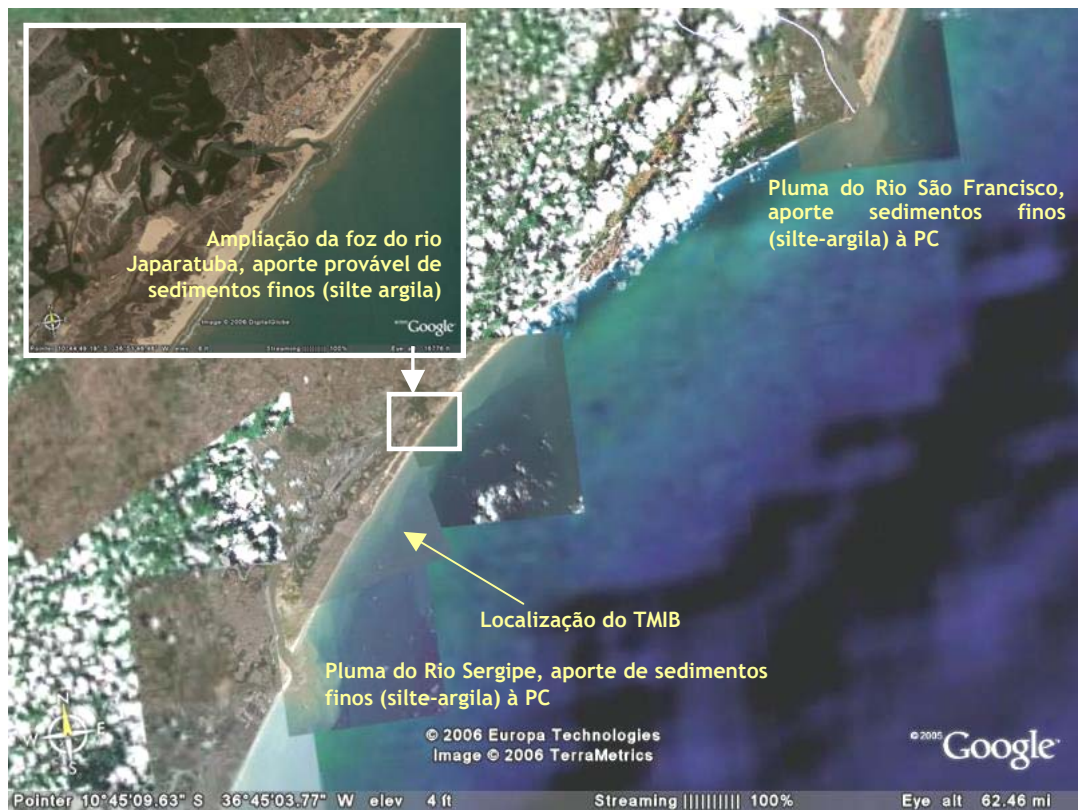 Ampliação da foz do rio
Japaratuba, aporte provável de
sedimentos finos (silte argila)
Image © 2006 DigitalGlobe
Google
Streaming 100%
Pluma do Rio São Francisco,
aporte sedimentos finos
(silte-argila) à PC
Localização do TMIB
Pluma do Rio Sergipe, aporte de sedimentos
finos (silte-argila) à PC
N
W E
S
© 2006 Europa Technologies
Image © 2006 TerraMetrics
©2005 Google
Pointer 10°45'09.63" S 36°45'03.77" W elev 4 ft Streaming |||||||||| 100% Eye alt 62.46 mi